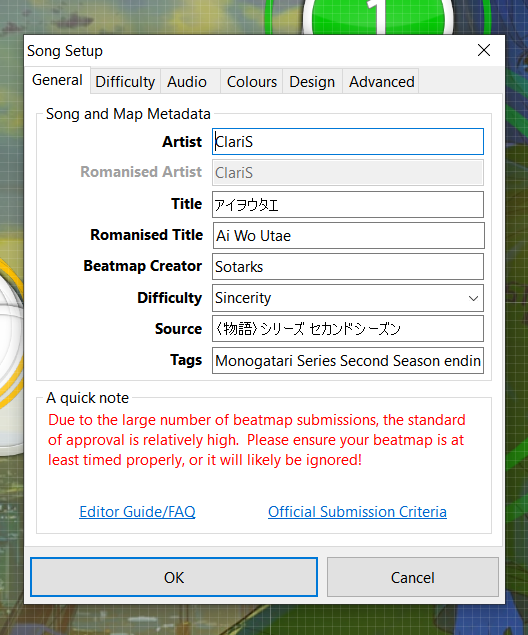 1
Song Setup
General Difficulty Audio Colours Design Advanced
Song and Map Metadata
Artist ClariS
Romanised Artist ClariS
Title アイヲウタエ
Romanised Title Ai Wo Utae
Beatmap Creator Sotarks
Difficulty Sincerity
Source 〈物語〉シリーズ セカンドシーズン
Tags Monogatari Series Second Season endin
A quick note
Due to the large number of beatmap submissions, the standard
of approval is relatively high. Please ensure your beatmap is at
least timed properly, or it will likely be ignored!
Editor Guide/FAQ Official Submission Criteria
OK Cancel